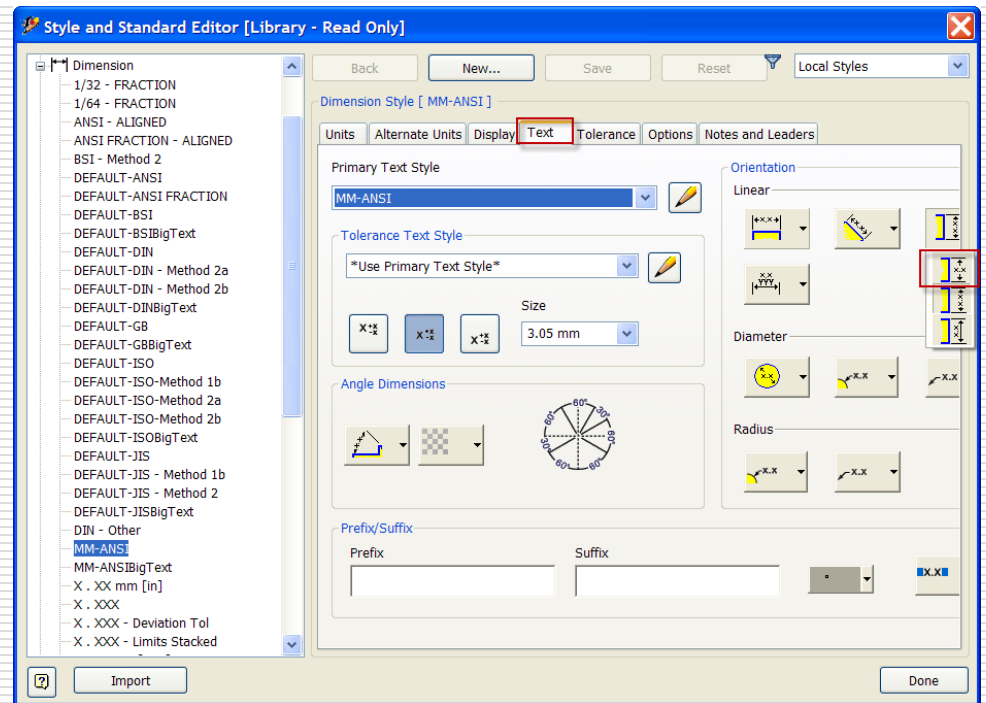 Style and Standard Editor [Library - Read Only]
Dimension
1/32 - FRACTION
1/64 - FRACTION
ANSI - ALIGNED
ANSI FRACTION - ALIGNED
BSI - Method 2
DEFAULT-ANSI
DEFAULT-ANSI FRACTION
DEFAULT-BSI
DEFAULT-BSIBigText
DEFAULT-DIN
DEFAULT-DIN - Method 2a
DEFAULT-DIN - Method 2b
DEFAULT-DINBigText
DEFAULT-GB
DEFAULT-GBBigText
DEFAULT-ISO
DEFAULT-ISO-Method 1b
DEFAULT-ISO-Method 2a
DEFAULT-ISO-Method 2b
DEFAULT-ISOBigText
DEFAULT-JIS
DEFAULT-JIS - Method 1b
DEFAULT-JIS - Method 2
DEFAULT-JISBigText
DIN - Other
MM-ANSI
MM-ANSIBigText
X . XX mm [in]
X . XXX
X . XXX - Deviation Tol
X . XXX - Limits Stacked
Back New... Save Reset Local Styles
Dimension Style [ MM-ANSI ]
Units Alternate Units Display Text Tolerance Options Notes and Leaders
Primary Text Style
MM-ANSI
Tolerance Text Style
*Use Primary Text Style*
Size
3.05 mm
Angle Dimensions
60° 30° 60° 60° 30° 60°
Orientation
Linear
x.x
x.x
YYY
Diameter
x.x
x.x
x.x
Radius
x.x
x.x
Prefix/Suffix
Prefix Suffix
x.x
Import Done